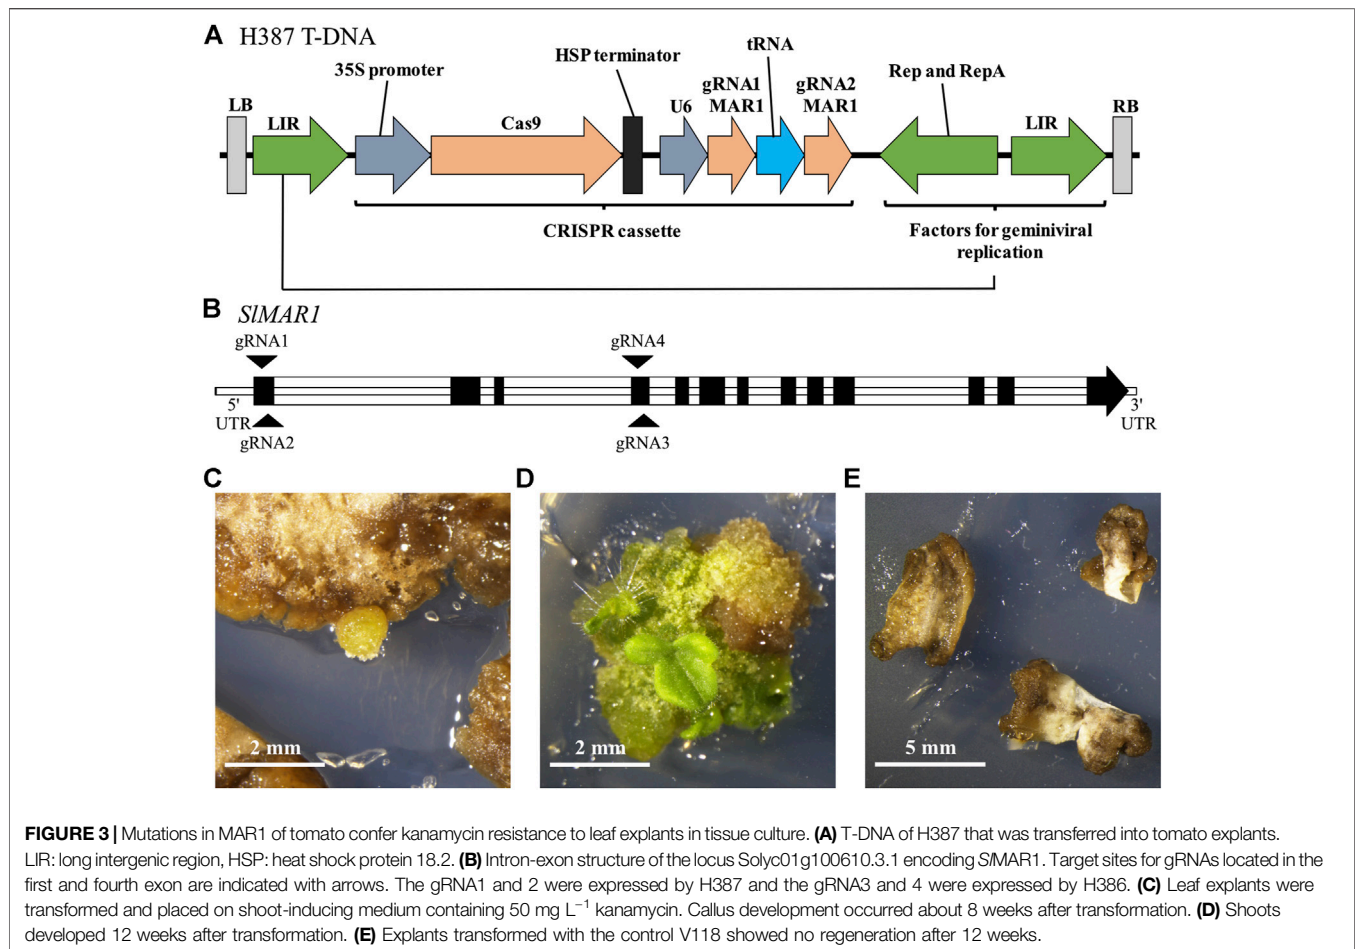 A H387 T-DNA
LB
LIR
35S promoter
Cas9
HSP terminator
U6
gRNA1
MAR1
tRNA
gRNA2
MAR1
Rep and RepA
LIR
RB
CRISPR cassette
Factors for geminiviral
replication
B SlMAR1
gRNA1
gRNA4
5'
UTR
gRNA2
gRNA3
3'
UTR
C
2 mm
D
2 mm
E
5 mm
FIGURE 3 | Mutations in MAR1 of tomato confer kanamycin resistance to leaf explants in tissue culture. (A) T-DNA of H387 that was transferred into tomato explants.
LIR: long intergenic region, HSP: heat shock protein 18.2. (B) Intron-exon structure of the locus Solyc01g100610.3.1 encoding SlMAR1. Target sites for gRNAs located in the
first and fourth exon are indicated with arrows. The gRNA1 and 2 were expressed by H387 and the gRNA3 and 4 were expressed by H386. (C) Leaf explants were
transformed and placed on shoot-inducing medium containing 50 mg L⁻¹ kanamycin. Callus development occurred about 8 weeks after transformation. (D) Shoots
developed 12 weeks after transformation. (E) Explants transformed with the control V118 showed no regeneration after 12 weeks.